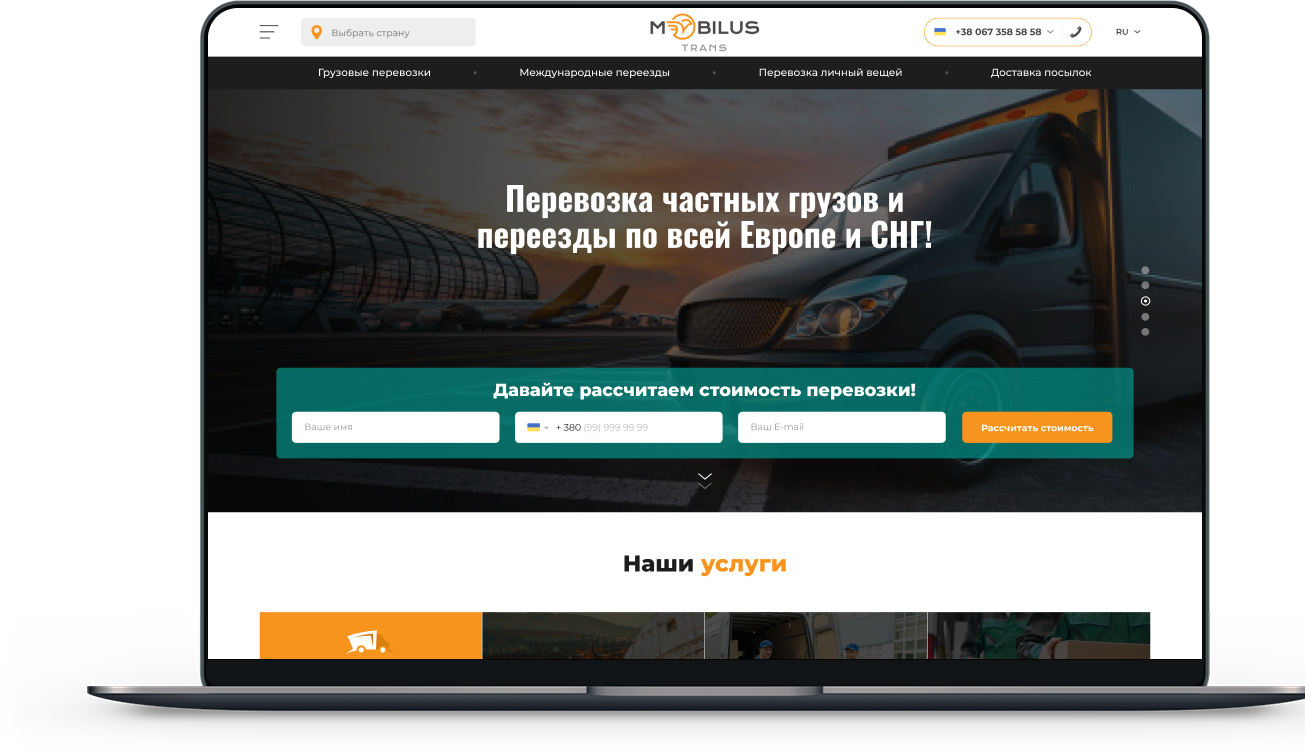 Выбрать страну
MOBILUS
TRANS
+38 067 358 58 58
RU
Грузовые перевозки
Международные переезды
Перевозка личный вещей
Доставка посылок
Перевозка частных грузов и
переезды по всей Европе и СНГ!
Давайте рассчитаем стоимость перевозки!
Ваше имя
+ 380 (99) 999 99 99
Ваш E-mail
Рассчитать стоимость
Наши услуги